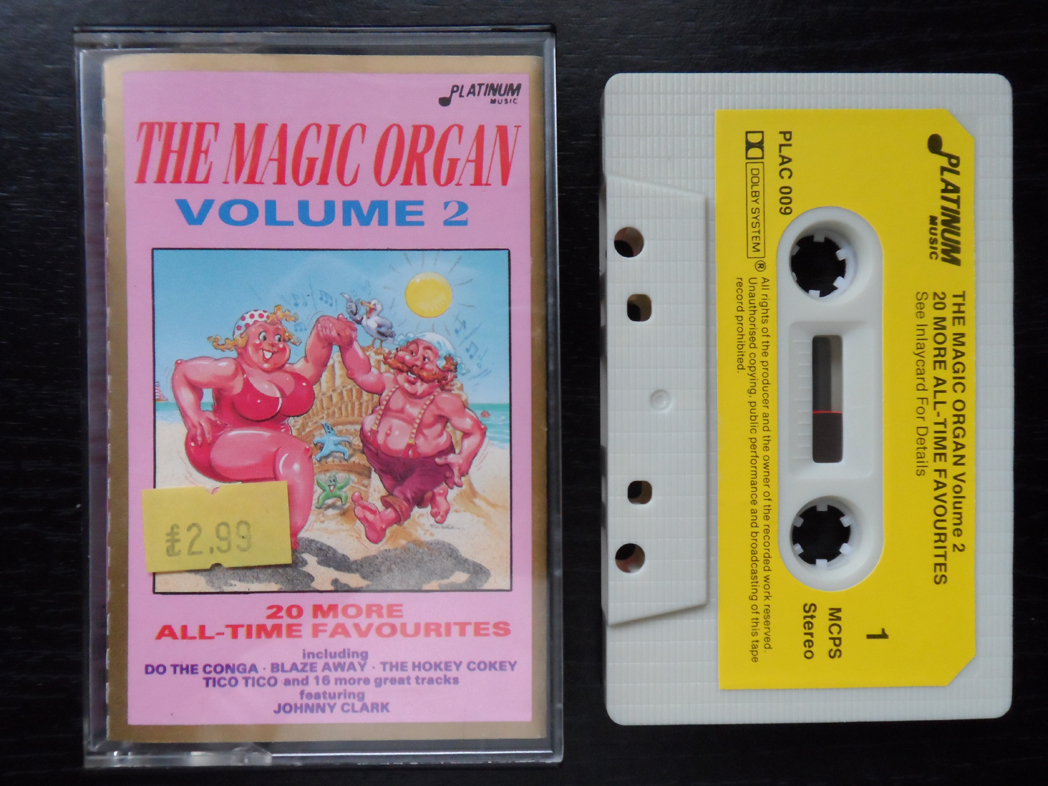 PLATINUM
MUSIC
THE MAGIC ORGAN
VOLUME 2
£2.99
20 MORE
ALL-TIME FAVOURITES
including
DO THE CONGA · BLAZE AWAY · THE HOKEY COKEY
TICO TICO and 16 more great tracks
featuring
JOHNNY CLARK
PLATINUM
MUSIC
THE MAGIC ORGAN Volume 2
20 MORE ALL-TIME FAVOURITES
See Inlaycard For Details
1
MCPS
Stereo
PLAC 009
DOLBY SYSTEM ®
All rights of the producer and the owner of the recorded work reserved.
Unauthorised copying, public performance and broadcasting of this tape
record prohibited.